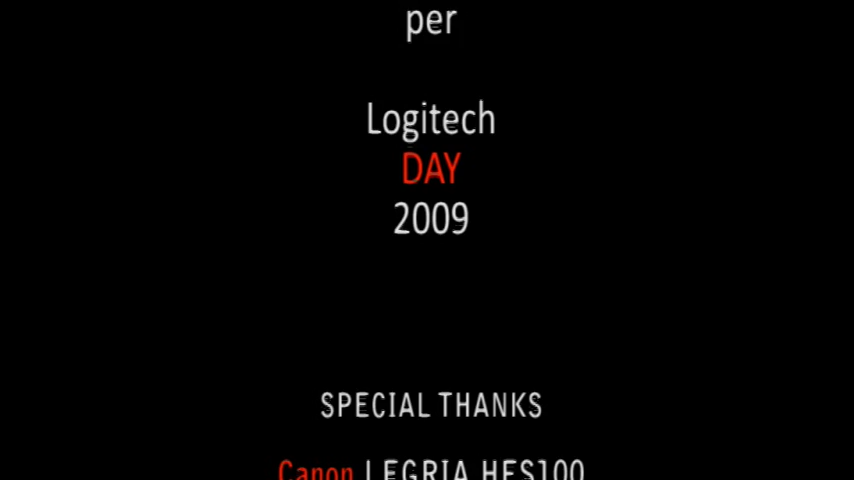 per
Logitech
DAY
2009
SPECIAL THANKS
Canon LEGRIA HFS100